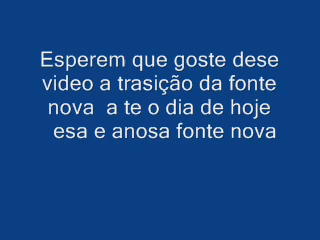 Esperem que goste dese
video a trasição da fonte
nova a te o dia de hoje
esa e anosa fonte nova